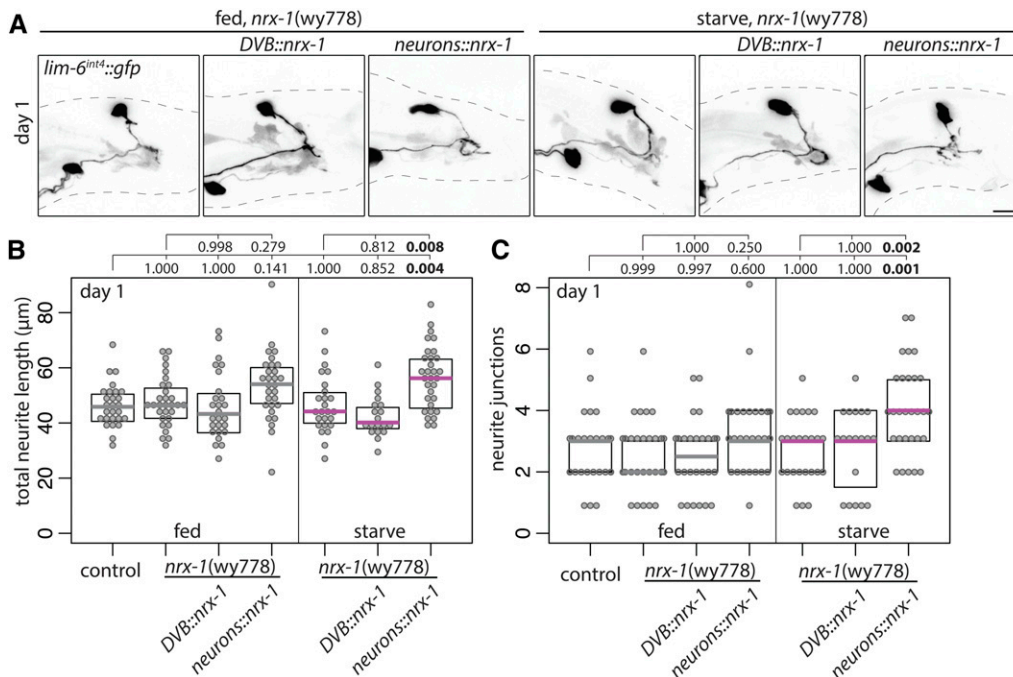 A
fed, nrx-1(wy778)
starve, nrx-1(wy778)
DVB::nrx-1
neurons::nrx-1
DVB::nrx-1
neurons::nrx-1
day 1
lim-6int4::gfp
B
0.998 0.279 0.812 0.008
1.000 1.000 0.141 1.000 0.852 0.004
day 1
total neurite length (µm)
80
60
40
20
0
fed
starve
control
nrx-1(wy778)
nrx-1(wy778)
DVB::nrx-1
neurons::nrx-1
DVB::nrx-1
neurons::nrx-1
C
1.000 0.250 1.000 0.002
0.999 0.997 0.600 1.000 1.000 0.001
day 1
neurite junctions
8
6
4
2
0
fed
starve
control
nrx-1(wy778)
nrx-1(wy778)
DVB::nrx-1
neurons::nrx-1
DVB::nrx-1
neurons::nrx-1